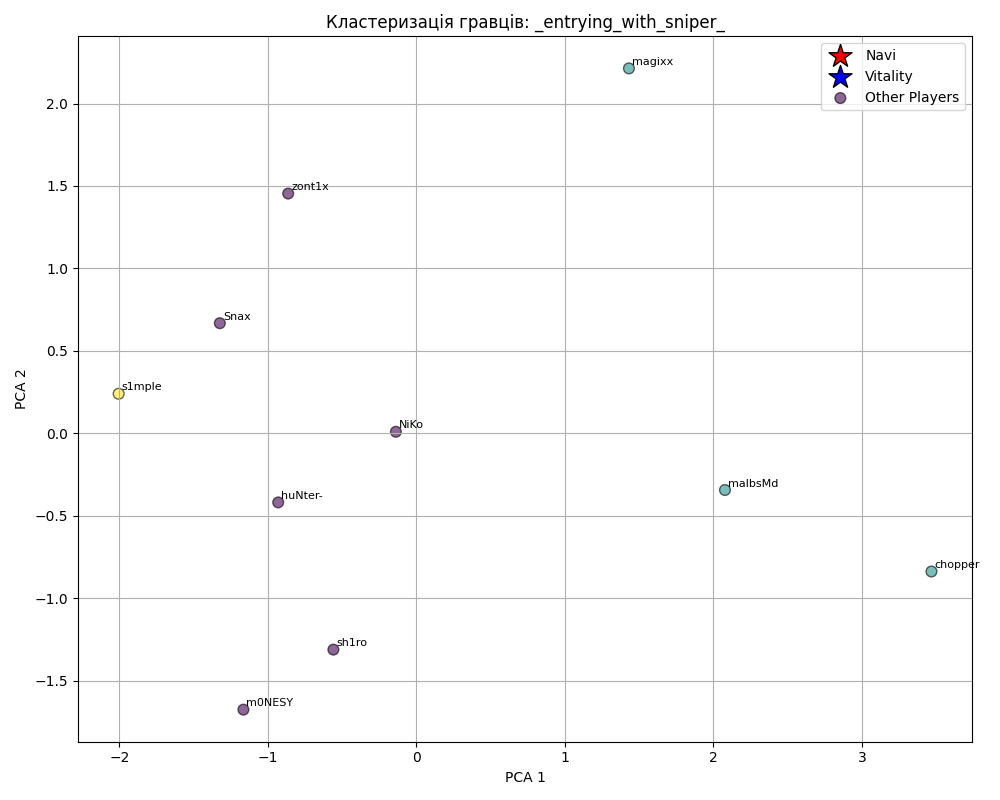 Кластеризація гравців: _entrying_with_sniper_
Navi
Vitality
Other Players
magixx
zont1x
Snax
s1mple
NiKo
huNter-
malbsMd
chopper
sh1ro
m0NESY
PCA 2
2.0
1.5
1.0
0.5
0.0
−0.5
−1.0
−1.5
−2
−1
0
1
2
3
PCA 1